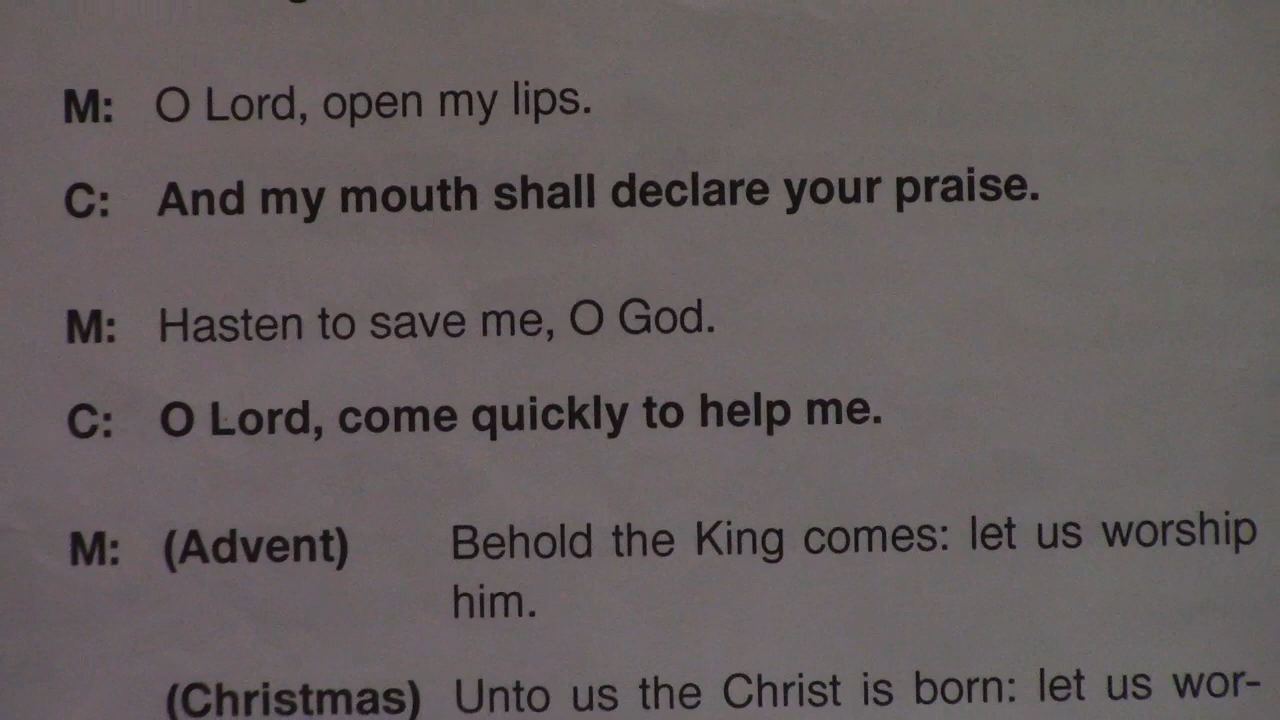 M: O Lord, open my lips.
C: And my mouth shall declare your praise.
M: Hasten to save me, O God.
C: O Lord, come quickly to help me.
M: (Advent) Behold the King comes: let us worship
him.
(Christmas) Unto us the Christ is born: let us wor-